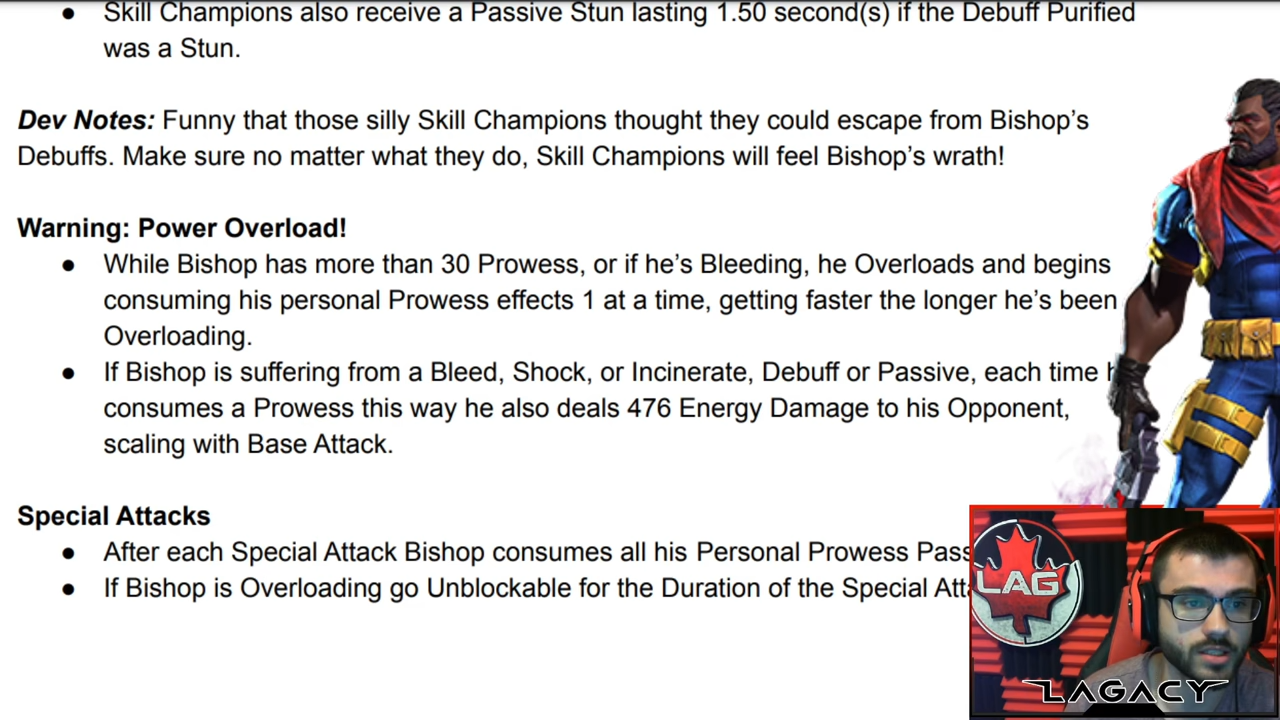 ● Skill Champions also receive a Passive Stun lasting 1.50 second(s) if the Debuff Purified
was a Stun.
Dev Notes: Funny that those silly Skill Champions thought they could escape from Bishop's
Debuffs. Make sure no matter what they do, Skill Champions will feel Bishop's wrath!
Warning: Power Overload!
● While Bishop has more than 30 Prowess, or if he's Bleeding, he Overloads and begins
consuming his personal Prowess effects 1 at a time, getting faster the longer he's been
Overloading.
● If Bishop is suffering from a Bleed, Shock, or Incinerate, Debuff or Passive, each time
consumes a Prowess this way he also deals 476 Energy Damage to his Opponent,
scaling with Base Attack.
Special Attacks
● After each Special Attack Bishop consumes all his Personal Prowess Pass
● If Bishop is Overloading go Unblockable for the Duration of the Special Att
LAG
LAGACY